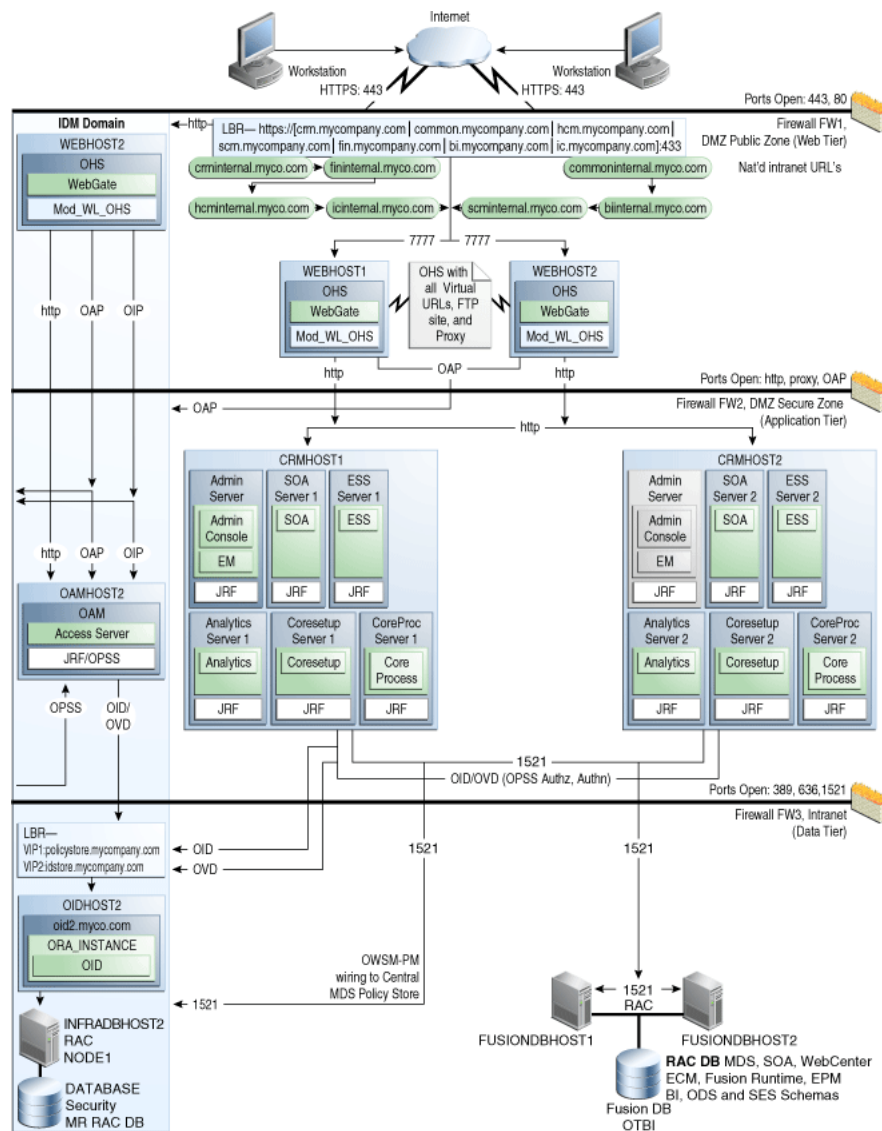 Internet
Workstation
Workstation
HTTPS: 443
HTTPS: 443
Ports Open: 443, 80
Firewall FW1,
DMZ Public Zone (Web Tier)
Nat'd intranet URL's
IDM Domain
WEBHOST2
OHS
WebGate
Mod_WL_OHS
http
LBR— https://[crm.mycompany.com | common.mycompany.com | hcm.mycompany.com |
scm.mycompany.com | fin.mycompany.com | bi.mycompany.com | ic.mycompany.com]:433
crminternal.myco.com
fininternal.myco.com
commoninternal.myco.com
hcminternal.myco.com
icinternal.myco.com
scminternal.myco.com
biinternal.myco.com
7777
7777
WEBHOST1
OHS
WebGate
Mod_WL_OHS
OHS with
all Virtual
URLs, FTP
site, and
Proxy
WEBHOST2
OHS
WebGate
Mod_WL_OHS
http
OAP
OIP
http
OAP
http
Ports Open: http, proxy, OAP
Firewall FW2, DMZ Secure Zone
(Application Tier)
OAP
http
CRMHOST1
Admin
Server
Admin
Console
EM
JRF
SOA
Server 1
SOA
JRF
ESS
Server 1
ESS
JRF
Analytics
Server 1
Analytics
JRF
Coresetup
Server 1
Coresetup
JRF
CoreProc
Server 1
Core
Process
JRF
CRMHOST2
Admin
Server
Admin
Console
EM
JRF
SOA
Server 2
SOA
JRF
ESS
Server 2
ESS
JRF
Analytics
Server 2
Analytics
JRF
Coresetup
Server 2
Coresetup
JRF
CoreProc
Server 2
Core
Process
JRF
http
OAP
OIP
OAMHOST2
OAM
Access Server
JRF/OPSS
OPSS
OID/
OVD
1521
OID/OVD (OPSS Authz, Authn)
Ports Open: 389, 636,1521
Firewall FW3, Intranet
(Data Tier)
LBR—
VIP1:policystore.mycompany.com
VIP2:idstore.mycompany.com
OID
OVD
1521
1521
OIDHOST2
oid2.myco.com
ORA_INSTANCE
OID
OWSM-PM
wiring to Central
MDS Policy Store
1521
INFRADBHOST2
RAC
NODE1
DATABASE
Security
MR RAC DB
1521
RAC
FUSIONDBHOST1
FUSIONDBHOST2
RAC DB MDS, SOA, WebCenter
ECM, Fusion Runtime, EPM
BI, ODS and SES Schemas
Fusion DB
OTBI